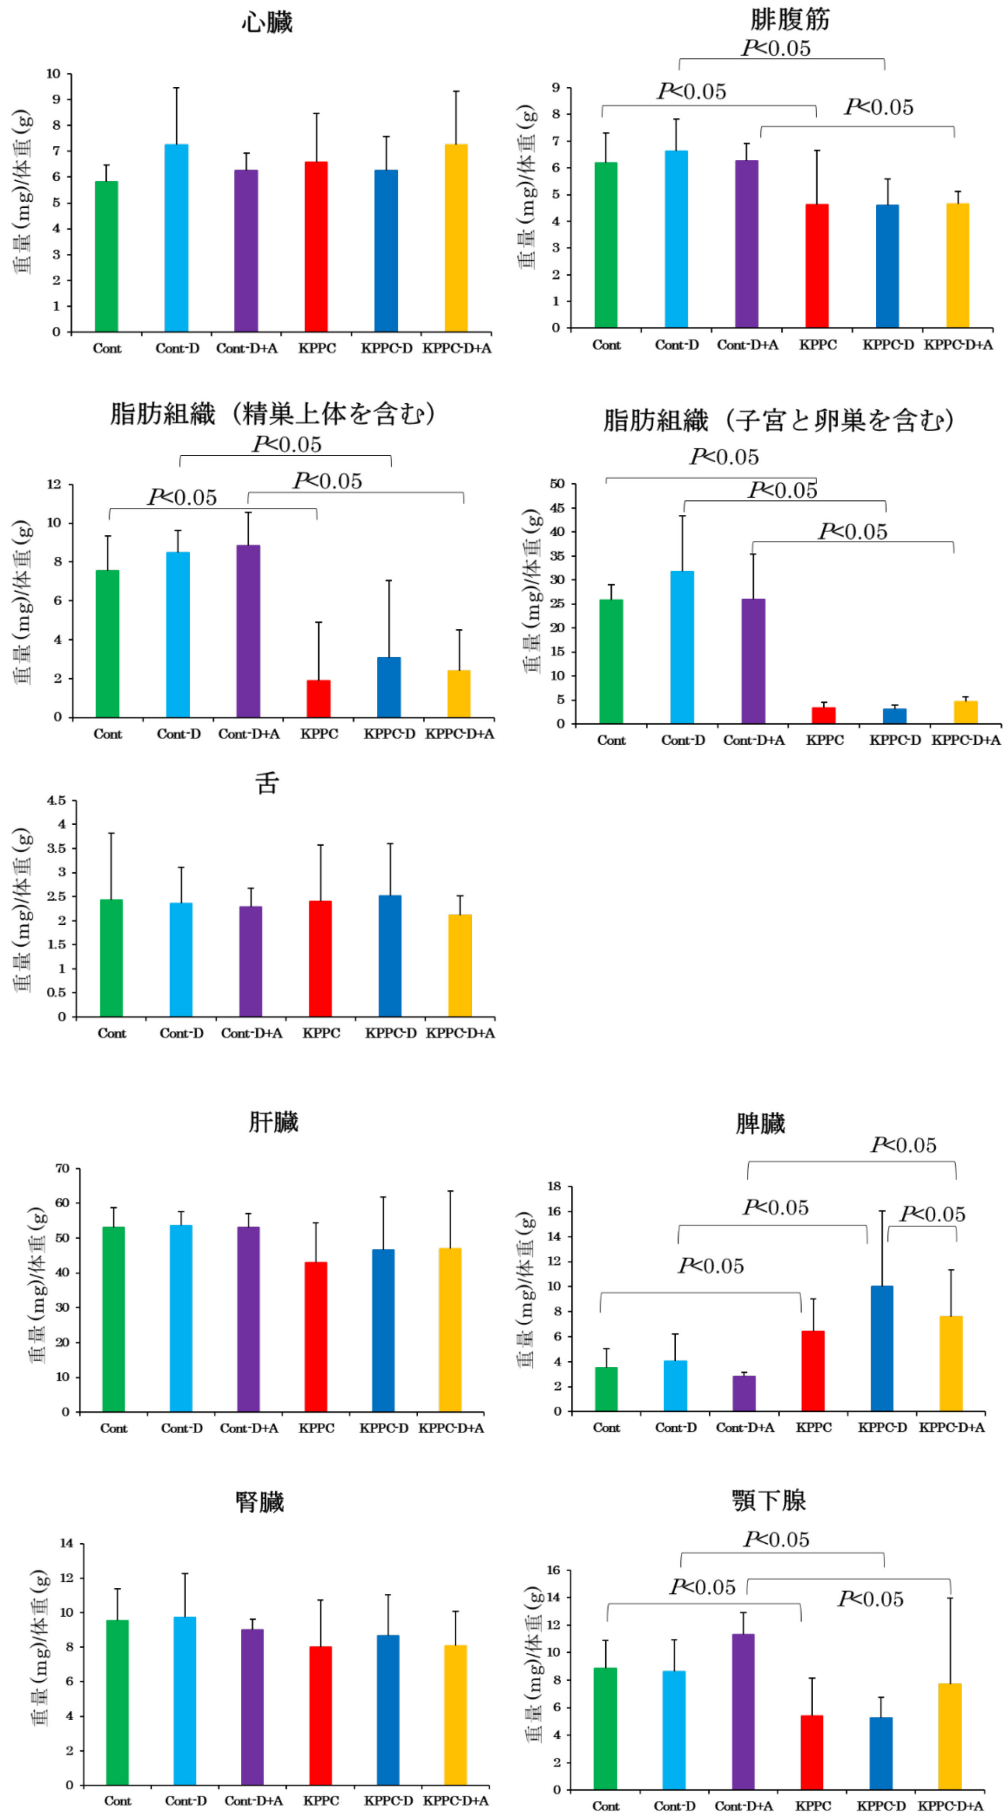 心臓
重量(mg)/体重(g)
10
9
8
7
6
5
4
3
2
1
0
Cont Cont-D Cont-D+A KPPC KPPC-D KPPC-D+A
腓腹筋
P<0.05
P<0.05
P<0.05
重量(mg)/体重(g)
9
8
7
6
5
4
3
2
1
0
Cont Cont-D Cont-D+A KPPC KPPC-D KPPC-D+A
脂肪組織（精巣上体を含む）
P<0.05
P<0.05
P<0.05
重量(mg)/体重(g)
12
10
8
6
4
2
0
Cont Cont-D Cont-D+A KPPC KPPC-D KPPC-D+A
脂肪組織（子宮と卵巣を含む）
P<0.05
P<0.05
P<0.05
重量(mg)/体重(g)
50
45
40
35
30
25
20
15
10
5
0
Cont Cont-D Cont-D+A KPPC KPPC-D KPPC-D+A
舌
重量(mg)/体重(g)
4.5
4
3.5
3
2.5
2
1.5
1
0.5
0
Cont Cont-D Cont-D+A KPPC KPPC-D KPPC-D+A
肝臓
重量(mg)/体重(g)
70
60
50
40
30
20
10
0
Cont Cont-D Cont-D+A KPPC KPPC-D KPPC-D+A
脾臓
P<0.05
P<0.05
P<0.05
P<0.05
重量(mg)/体重(g)
18
16
14
12
10
8
6
4
2
0
Cont Cont-D Cont-D+A KPPC KPPC-D KPPC-D+A
腎臓
重量(mg)/体重(g)
14
12
10
8
6
4
2
0
Cont Cont-D Cont-D+A KPPC KPPC-D KPPC-D+A
顎下腺
P<0.05
P<0.05
P<0.05
重量(mg)/体重(g)
16
14
12
10
8
6
4
2
0
Cont Cont-D Cont-D+A KPPC KPPC-D KPPC-D+A